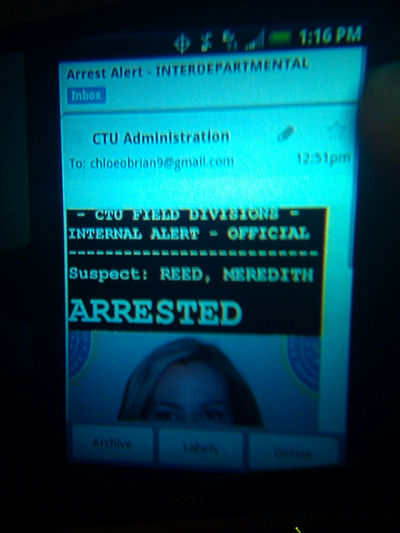 1:16 PM
Arrest Alert - INTERDEPARTMENTAL
Inbox
CTU Administration
To: chloeobrian9@gmail.com 12:51pm
- CTU FIELD DIVISIONS -
INTERNAL ALERT - OFFICIAL
Suspect: REED, MEREDITH
ARRESTED
Archive Labels Delete